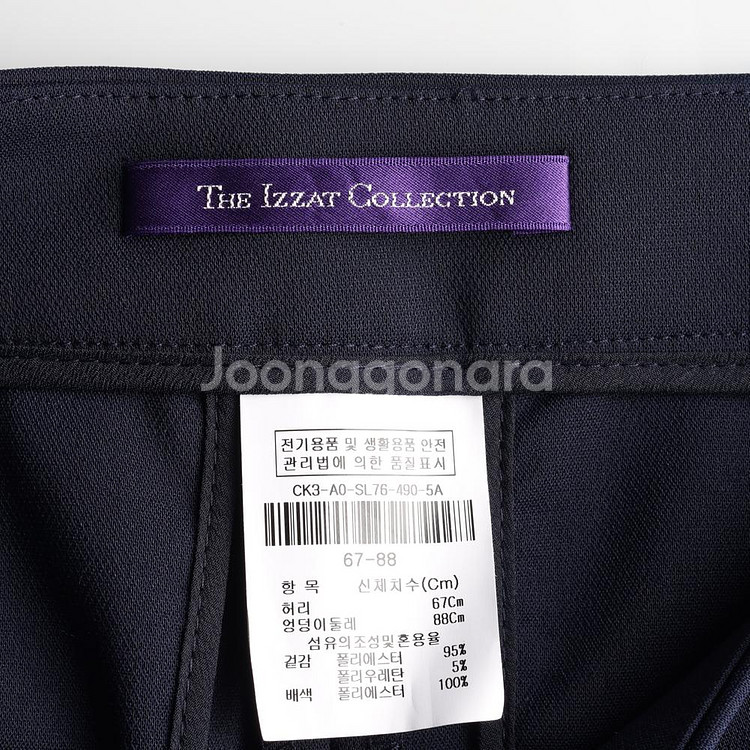 THE IZZAT COLLECTION
Joonggonara
전기용품 및 생활용품 안전
관리법에 의한 품질표시
CK3-A0-SL76-490-5A
67-88
항 목 신체치수(Cm)
허리 67Cm
엉덩이둘레 88Cm
섬유의조성및혼용율
겉감 폴리에스터 95%
폴리우레탄 5%
배색 폴리에스터 100%